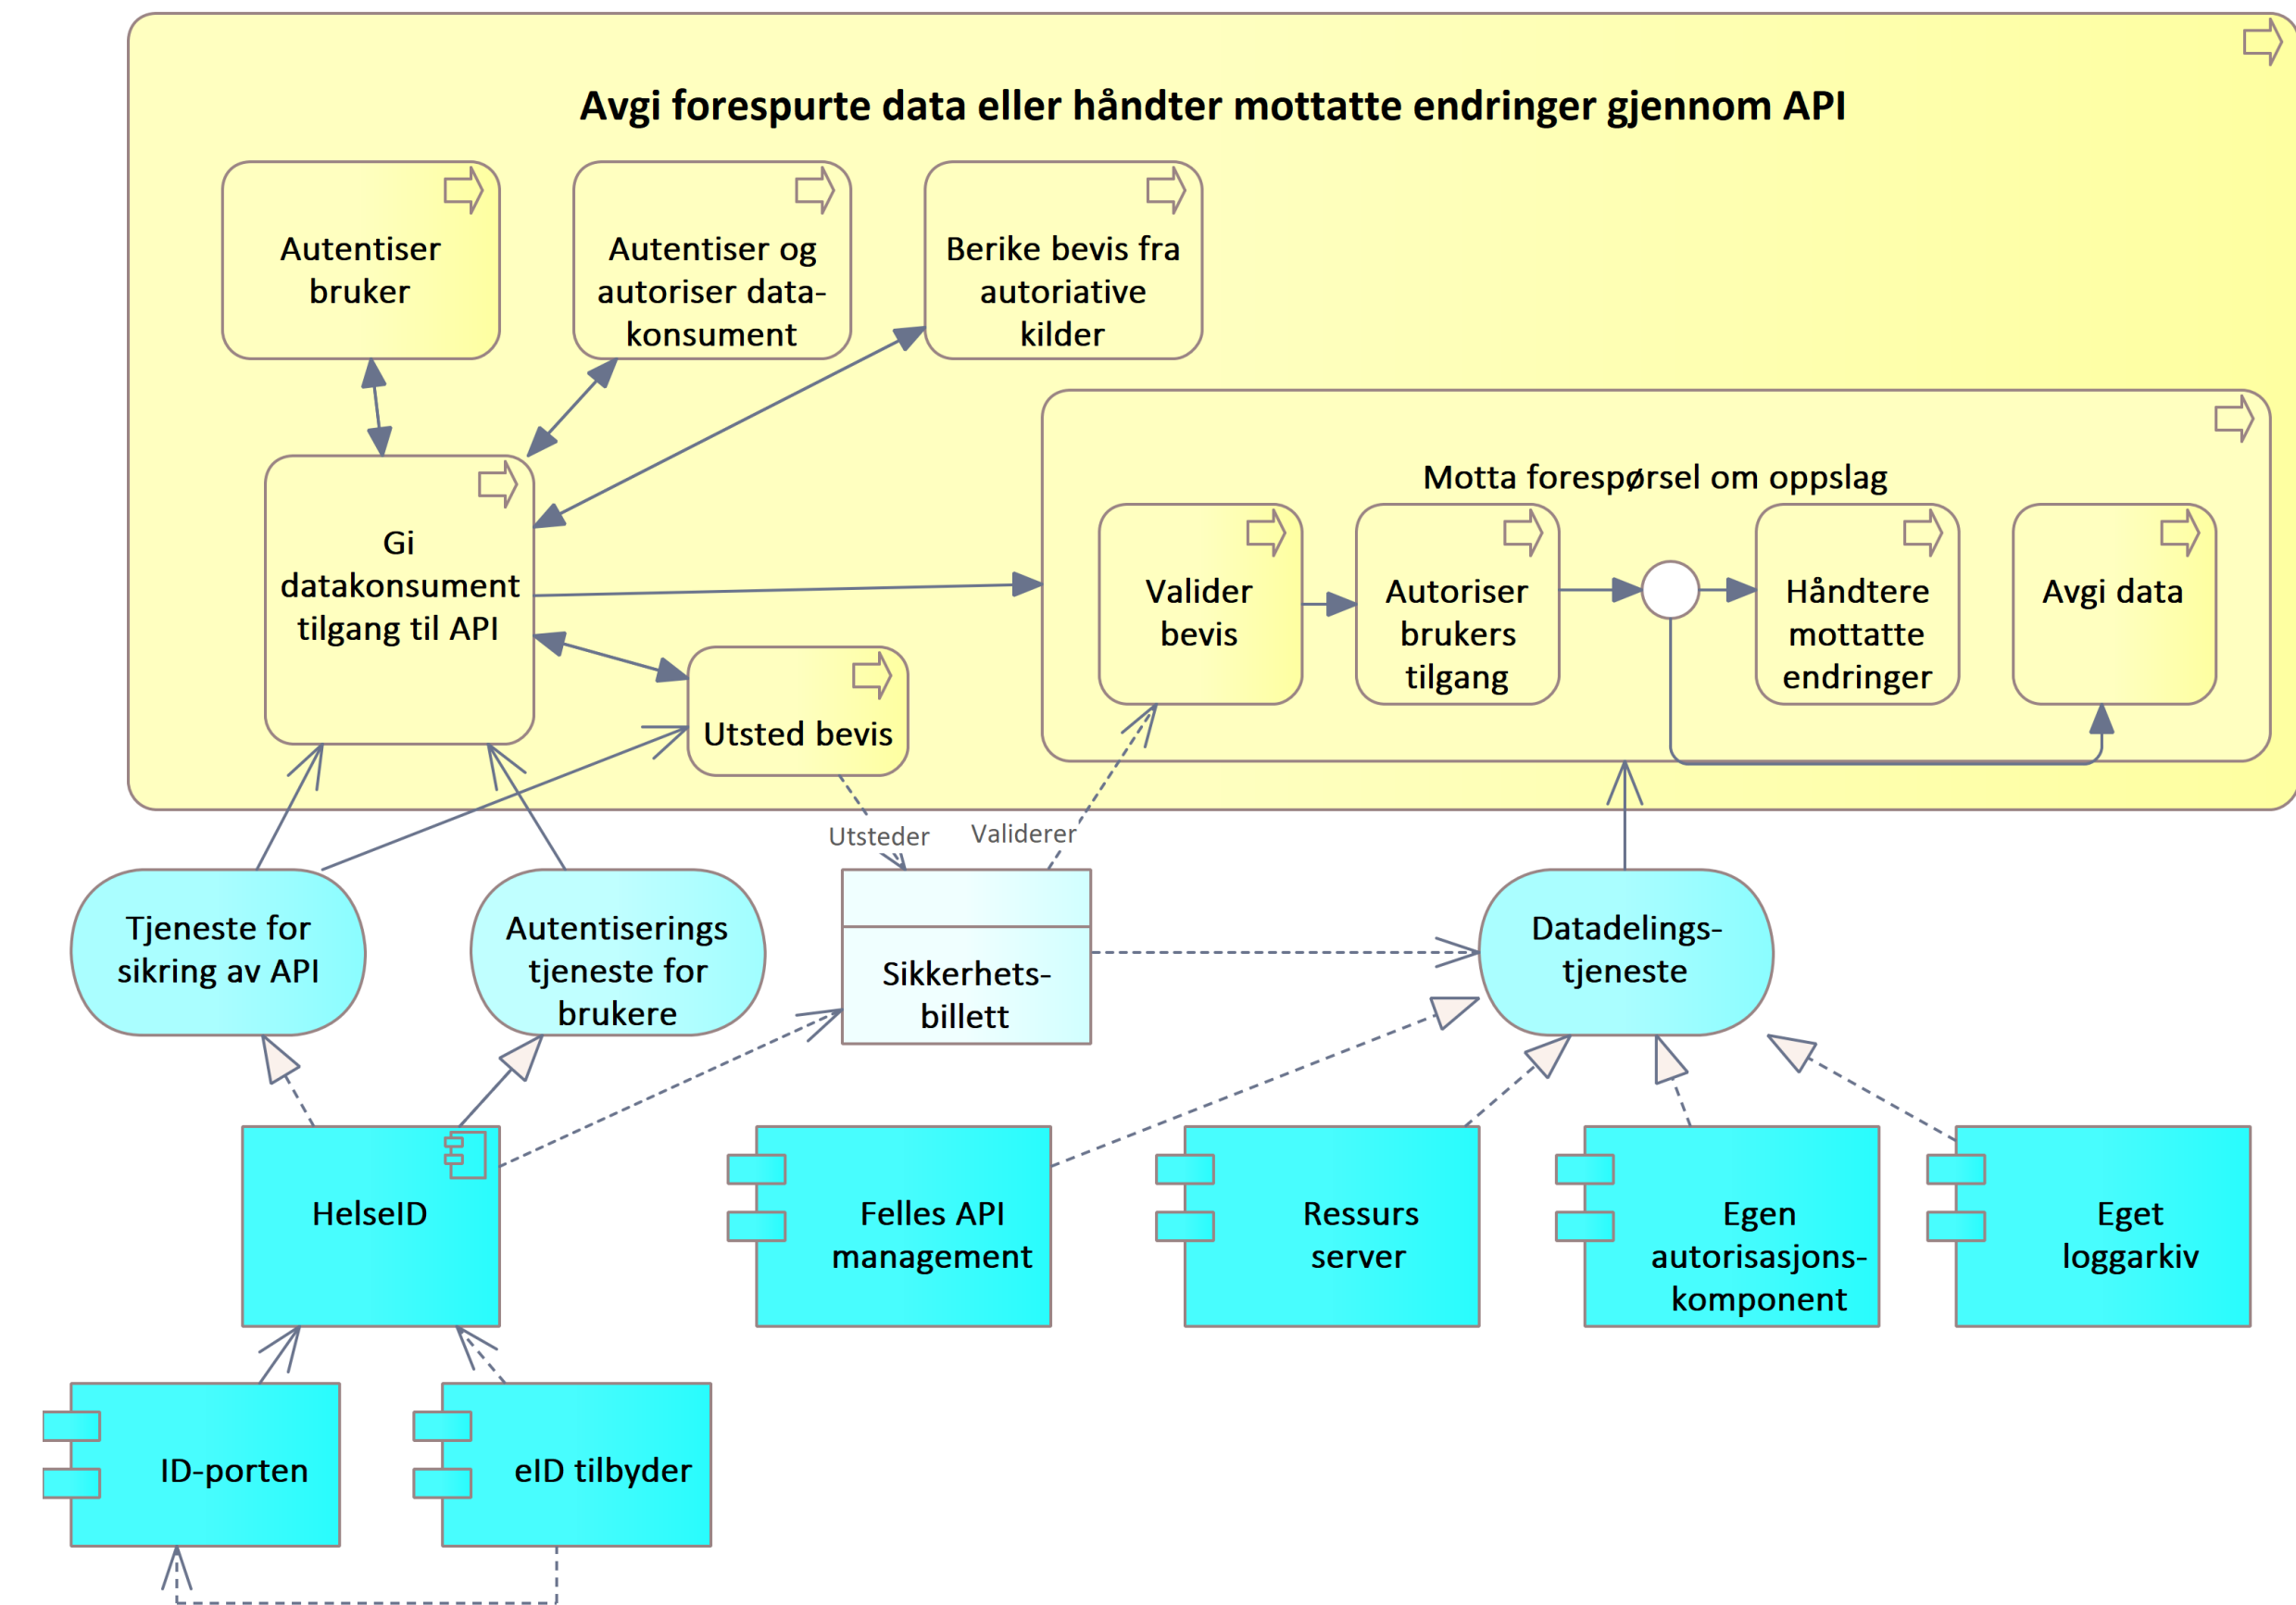 Avgi forespurte data eller håndter mottatte endringer gjennom API
Autentiser
bruker
Autentiser og
autoriser data-
konsument
Berike bevis fra
autoriative
kilder
Gi
datakonsument
tilgang til API
Utsted bevis
Motta forespørsel om oppslag
Valider
bevis
Autoriser
brukers
tilgang
Håndtere
mottatte
endringer
Avgi data
Utsteder
Validerer
Tjeneste for
sikring av API
Autentiserings
tjeneste for
brukere
Sikkerhets-
billett
Datadelings-
tjeneste
HelseID
Felles API
management
Ressurs
server
Egen
autorisasjons-
komponent
Eget
loggarkiv
ID-porten
eID tilbyder